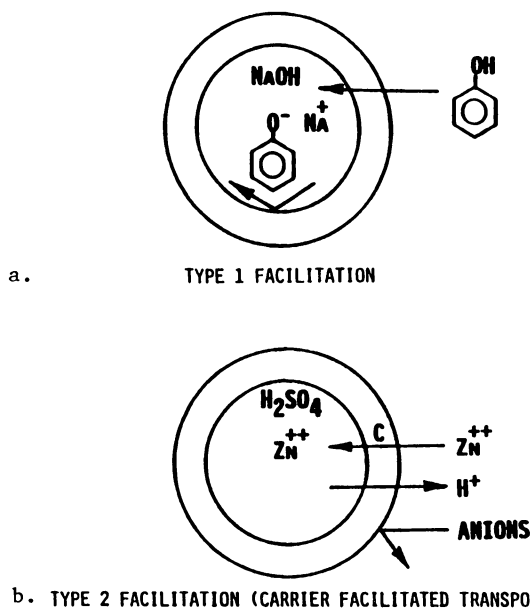 OH
NAOH
O⁻ NA⁺
a. TYPE 1 FACILITATION
H₂SO₄
ZN⁺⁺ C ZN⁺⁺
H⁺
ANIONS
b. TYPE 2 FACILITATION (CARRIER FACILITATED TRANSPO